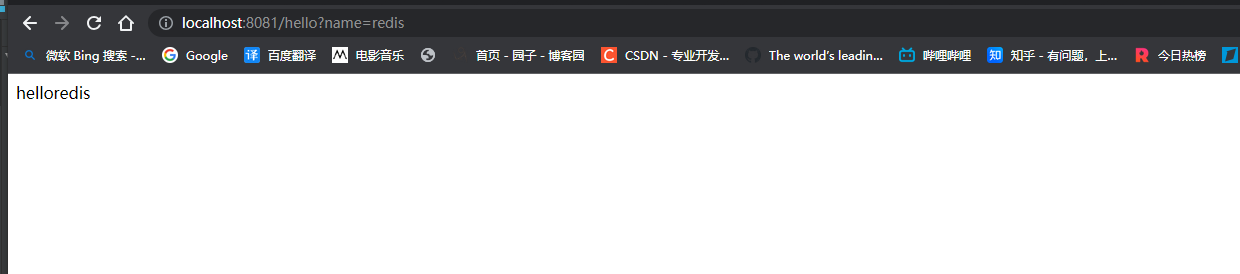 localhost:8081/hello?name=redis
微软 Bing 搜索 -... Google 百度翻译 电影音乐 首页 - 园子 - 博客园 CSDN - 专业开发... The world's leadin... 哔哩哔哩 知乎 - 有问题，上... 今日热榜
helloredis